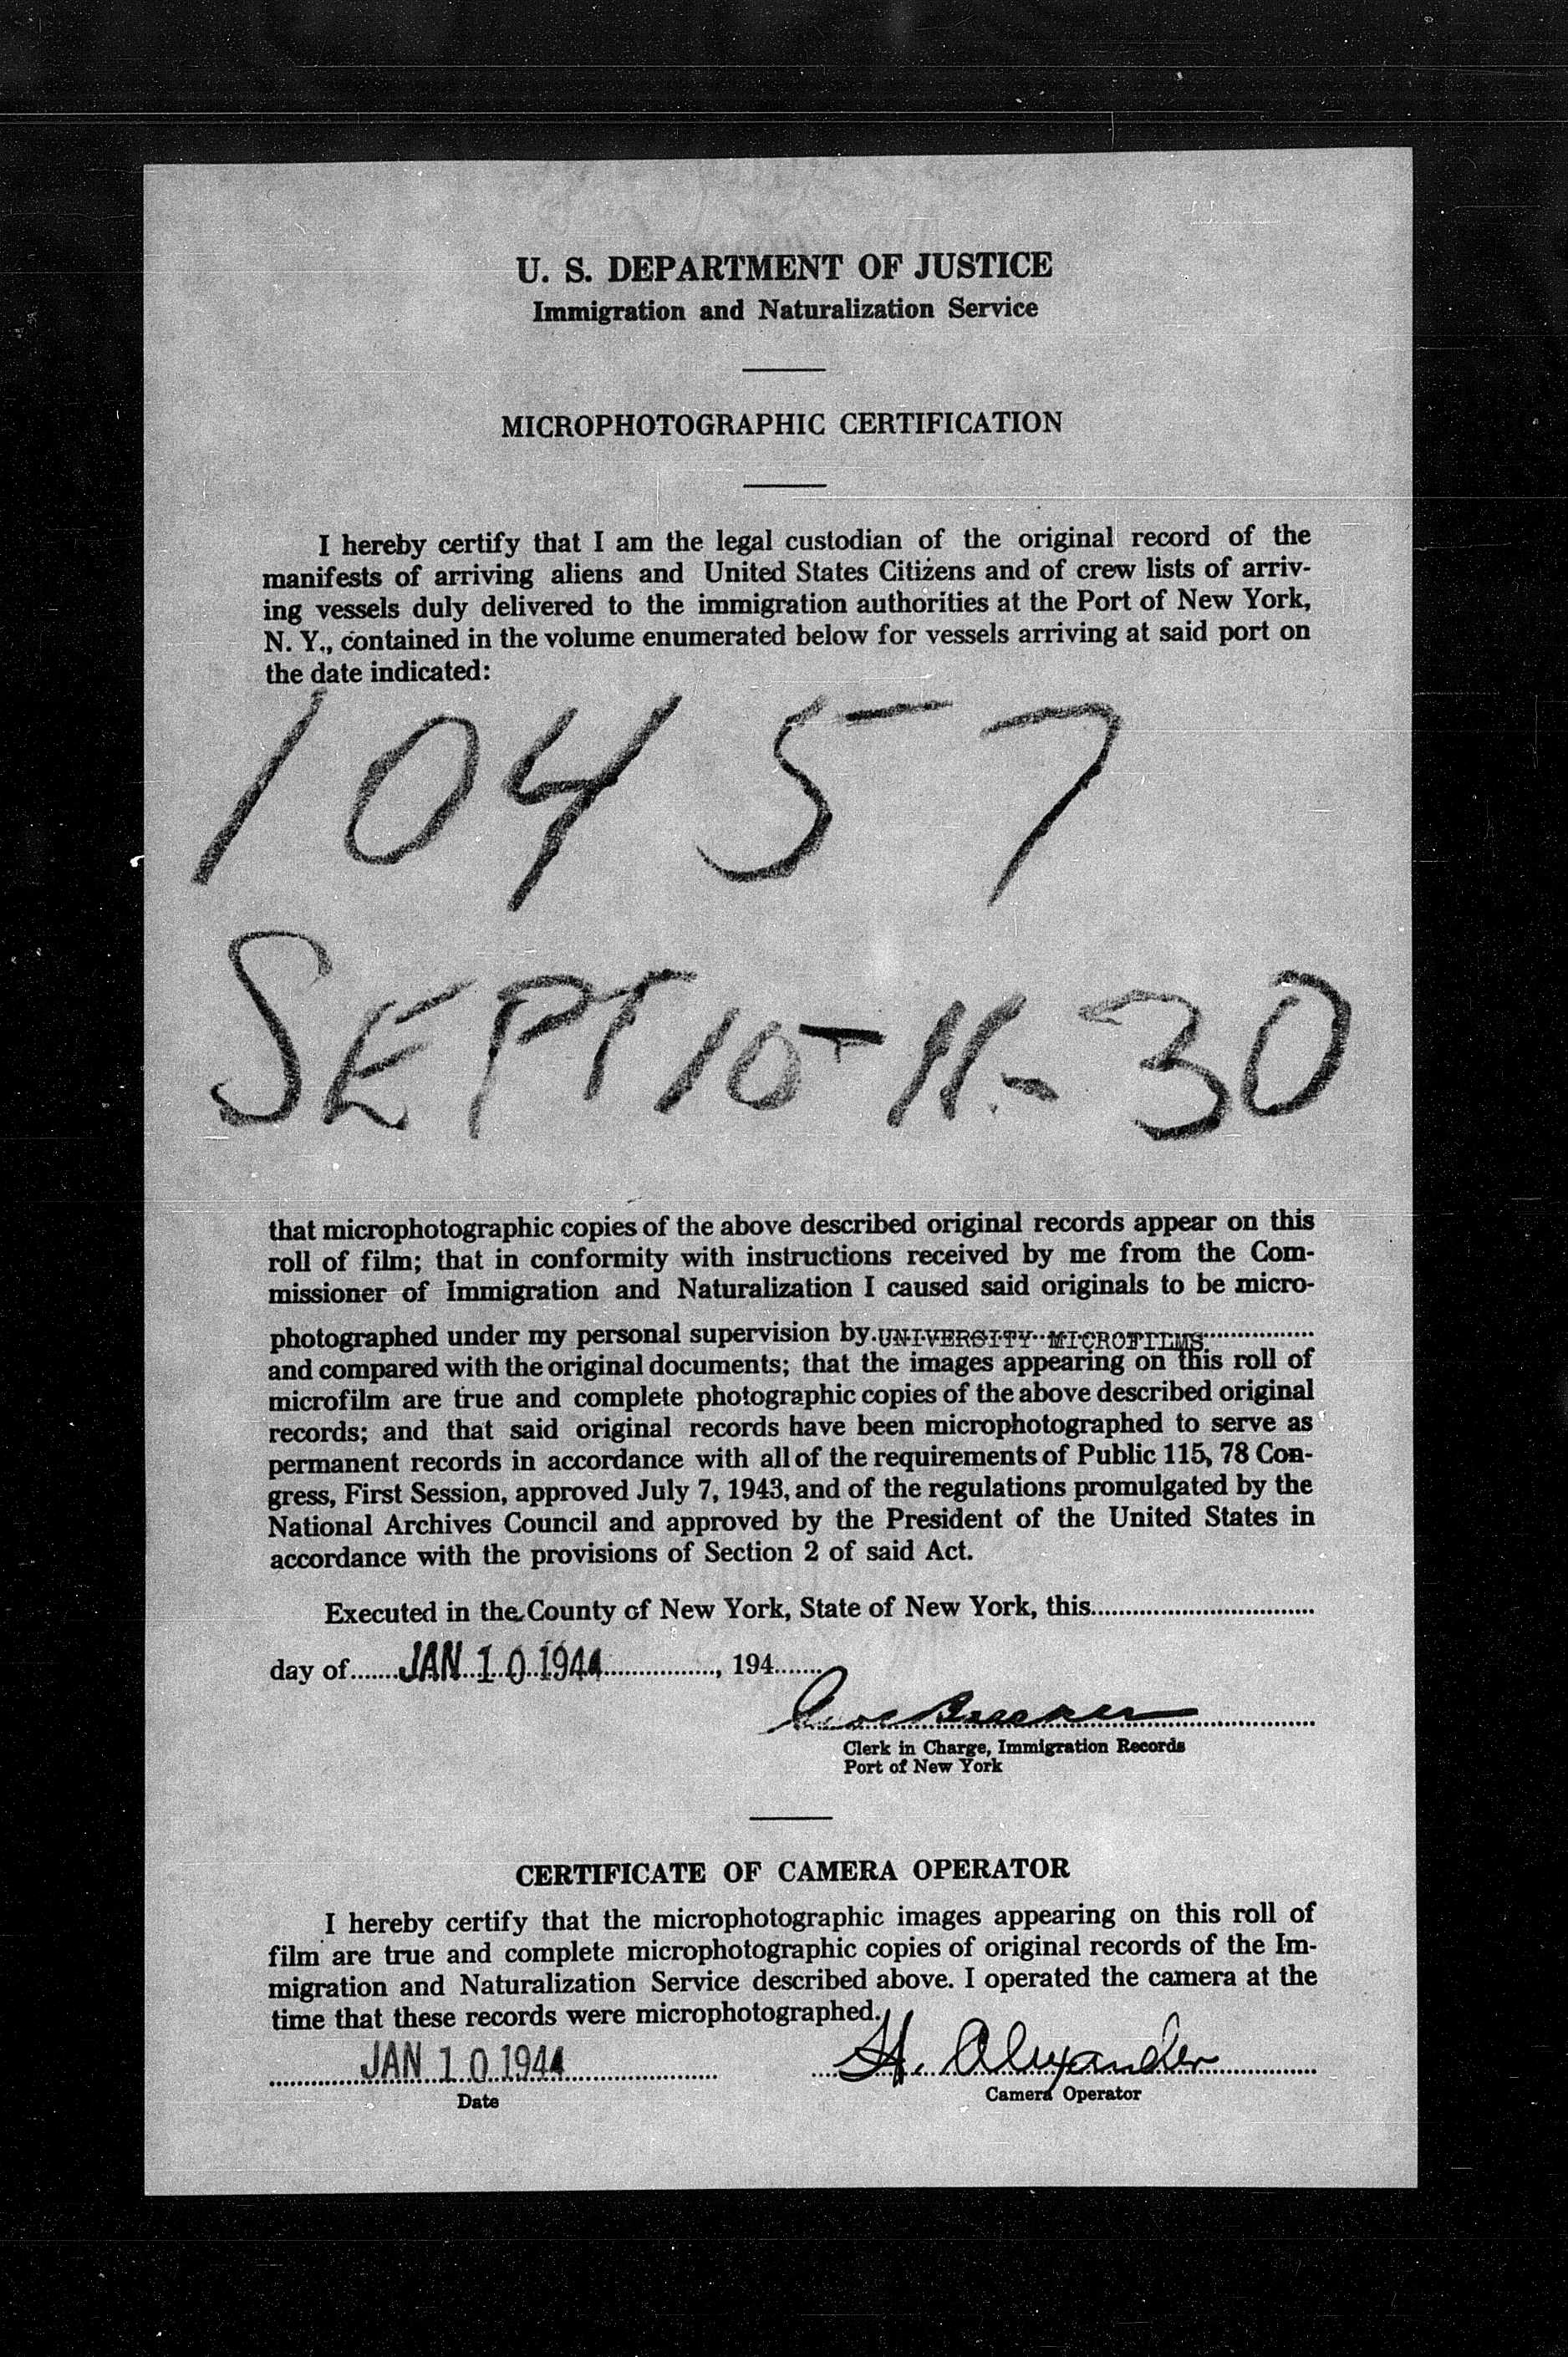 U. S. DEPARTMENT OF JUSTICE
Immigration and Naturalization Service
MICROPHOTOGRAPHIC CERTIFICATION
I hereby certify that I am the legal custodian of the original record of the
manifests of arriving aliens and United States Citizens and of crew lists of arriv-
ing vessels duly delivered to the immigration authorities at the Port of New York,
N. Y., contained in the volume enumerated below for vessels arriving at said port on
the date indicated:
10457
SEPT 10-11-30
that microphotographic copies of the above described original records appear on this
roll of film; that in conformity with instructions received by me from the Com-
missioner of Immigration and Naturalization I caused said originals to be micro-
photographed under my personal supervision by UNIVERSITY MICROFILMS
and compared with the original documents; that the images appearing on this roll of
microfilm are true and complete photographic copies of the above described original
records; and that said original records have been microphotographed to serve as
permanent records in accordance with all of the requirements of Public 115, 78 Con-
gress, First Session, approved July 7, 1943, and of the regulations promulgated by the
National Archives Council and approved by the President of the United States in
accordance with the provisions of Section 2 of said Act.
Executed in the County of New York, State of New York, this
day of JAN 10 1944, 194
Clerk in Charge, Immigration Records
Port of New York
CERTIFICATE OF CAMERA OPERATOR
I hereby certify that the microphotographic images appearing on this roll of
film are true and complete microphotographic copies of original records of the Im-
migration and Naturalization Service described above. I operated the camera at the
time that these records were microphotographed.
JAN 10 1944 H. Alexander
Date Camera Operator